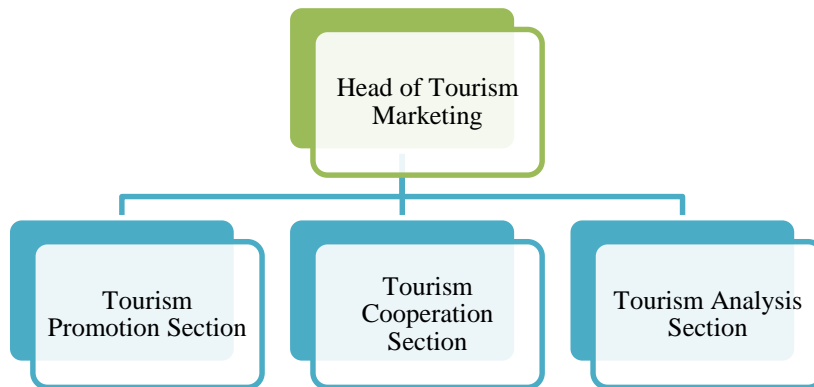 Head of Tourism
Marketing
Tourism
Promotion Section
Tourism
Cooperation
Section
Tourism Analysis
Section